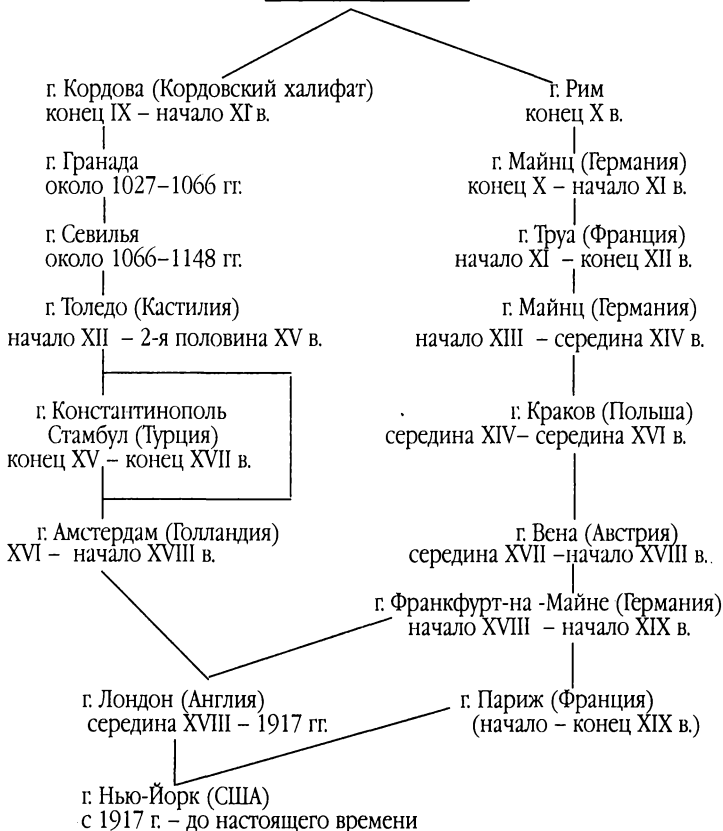 г. Кордова (Кордовский халифат)
конец IX – начало XI в.
г. Гранада
около 1027–1066 гг.
г. Севилья
около 1066–1148 гг.
г. Толедо (Кастилия)
начало XII – 2-я половина XV в.
г. Константинополь
Стамбул (Турция)
конец XV – конец XVII в.
г. Амстердам (Голландия)
XVI – начало XVIII в.
г. Рим
конец X в.
г. Майнц (Германия)
конец X – начало XI в.
г. Труа (Франция)
начало XI – конец XII в.
г. Майнц (Германия)
начало XIII – середина XIV в.
г. Краков (Польша)
середина XIV– середина XVI в.
г. Вена (Австрия)
середина XVII –начало XVIII в.
г. Франкфурт-на -Майне (Германия)
начало XVIII – начало XIX в.
г. Лондон (Англия)
середина XVIII – 1917 гг.
г. Париж (Франция)
(начало – конец XIX в.)
г. Нью-Йорк (США)
с 1917 г. – до настоящего времени